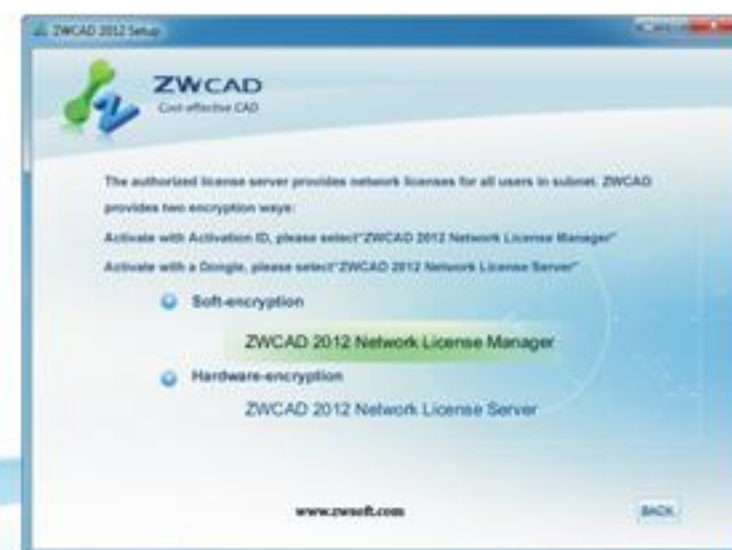 ZWCAD 2012 Setup
ZWCAD
Cost-effective CAD
The authorized license server provides network licenses for all users in subnet. ZWCAD
provides two encryption ways:
Activate with Activation ID, please select"ZWCAD 2012 Network License Manager"
Activate with a Dongle, please select"ZWCAD 2012 Network License Server"
Soft-encryption
ZWCAD 2012 Network License Manager
Hardware-encryption
ZWCAD 2012 Network License Server
www.zwsoft.com
BACK